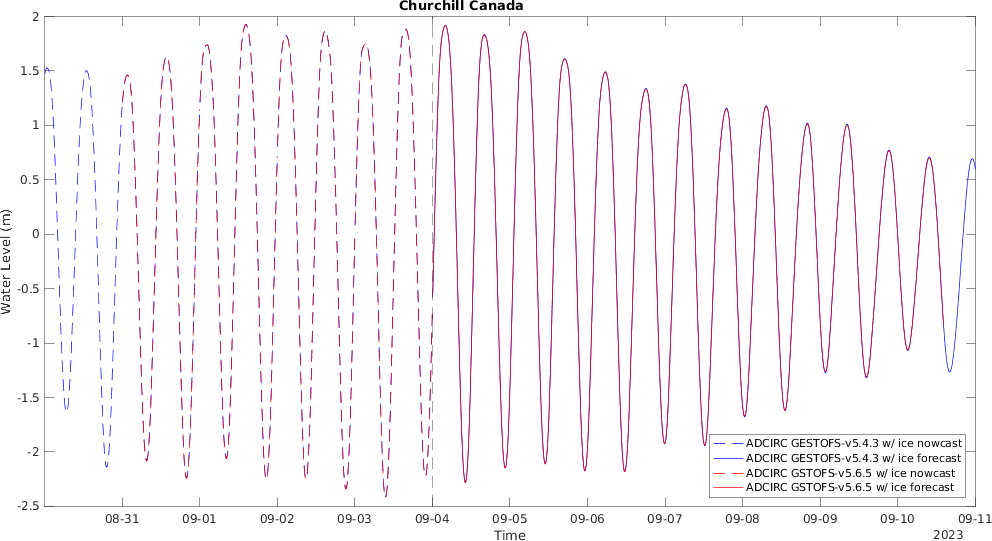 Churchill Canada
2
1.5
1
0.5
0
-0.5
-1
-1.5
-2
-2.5
Water Level (m)
ADCIRC GESTOFS-v5.4.3 w/ ice nowcast
ADCIRC GESTOFS-v5.4.3 w/ ice forecast
ADCIRC GSTOFS-v5.6.5 w/ ice nowcast
ADCIRC GSTOFS-v5.6.5 w/ ice forecast
08-31 09-01 09-02 09-03 09-04 09-05 09-06 09-07 09-08 09-09 09-10 09-11
Time
2023